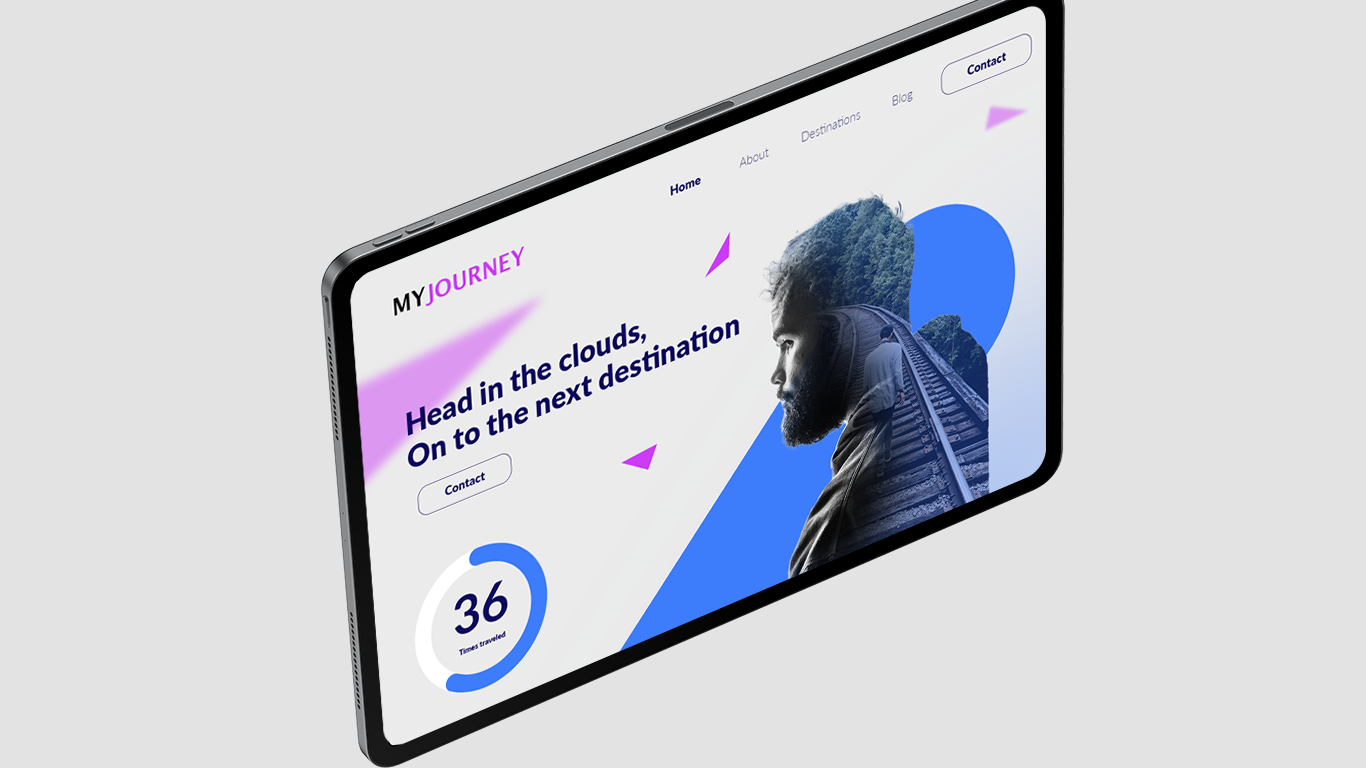 MYJOURNEY
Home
About
Destinations
Blog
Contact
Head in the clouds,
On to the next destination
Contact
36
Times traveled